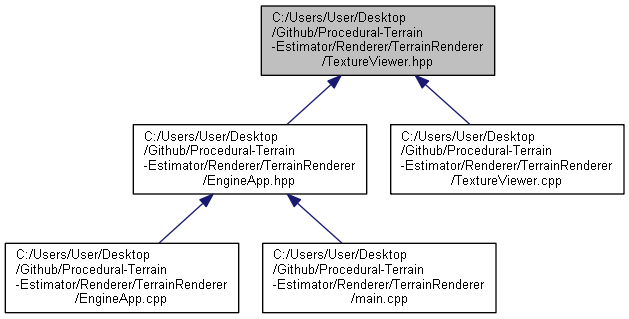 C:/Users/User/Desktop
/Github/Procedural-Terrain
-Estimator/Renderer/TerrainRenderer
/TextureViewer.hpp
C:/Users/User/Desktop
/Github/Procedural-Terrain
-Estimator/Renderer/TerrainRenderer
/EngineApp.hpp
C:/Users/User/Desktop
/Github/Procedural-Terrain
-Estimator/Renderer/TerrainRenderer
/TextureViewer.cpp
C:/Users/User/Desktop
/Github/Procedural-Terrain
-Estimator/Renderer/TerrainRenderer
/EngineApp.cpp
C:/Users/User/Desktop
/Github/Procedural-Terrain
-Estimator/Renderer/TerrainRenderer
/main.cpp